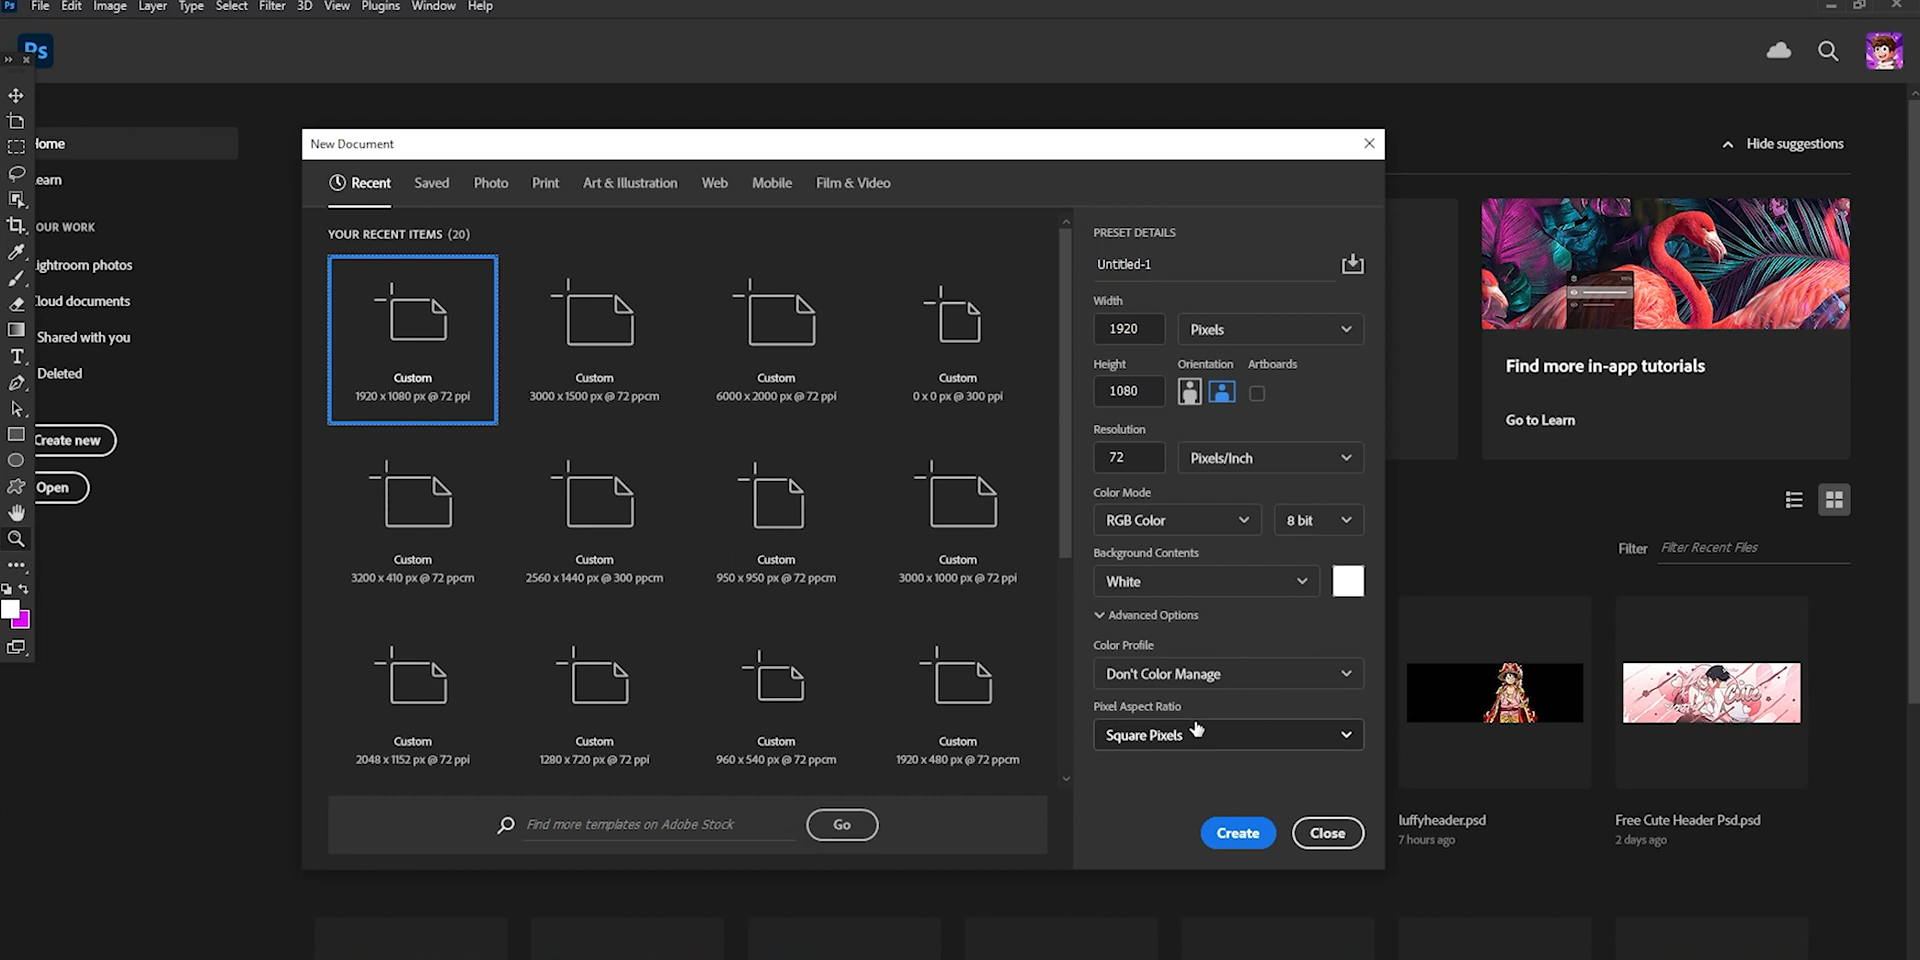 Ps File Edit Image Layer Type Select Filter 3D View Plugins Window Help
Ps
Home
Learn
YOUR WORK
Lightroom photos
Cloud documents
Shared with you
Deleted
Create new
Open
New Document
Recent Saved Photo Print Art & Illustration Web Mobile Film & Video
YOUR RECENT ITEMS (20)
Custom Custom Custom Custom
1920 x 1080 px @ 72 ppi 3000 x 1500 px @ 72 ppcm 6000 x 2000 px @ 72 ppi 0 x 0 px @ 300 ppi
Custom Custom Custom Custom
3200 x 410 px @ 72 ppcm 2560 x 1440 px @ 300 ppcm 950 x 950 px @ 72 ppcm 3000 x 1000 px @ 72 ppi
Custom Custom Custom Custom
2048 x 1152 px @ 72 ppi 1280 x 720 px @ 72 ppi 960 x 540 px @ 72 ppcm 1920 x 480 px @ 72 ppcm
Find more templates on Adobe Stock Go
PRESET DETAILS
Untitled-1
Width
1920 Pixels
Height Orientation Artboards
1080
Resolution
72 Pixels/Inch
Color Mode
RGB Color 8 bit
Background Contents
White
Advanced Options
Color Profile
Don't Color Manage
Pixel Aspect Ratio
Square Pixels
Create Close
Hide suggestions
Find more in-app tutorials
Go to Learn
Filter Filter Recent Files
Cute
luffyheader.psd Free Cute Header Psd.psd
7 hours ago 2 days ago